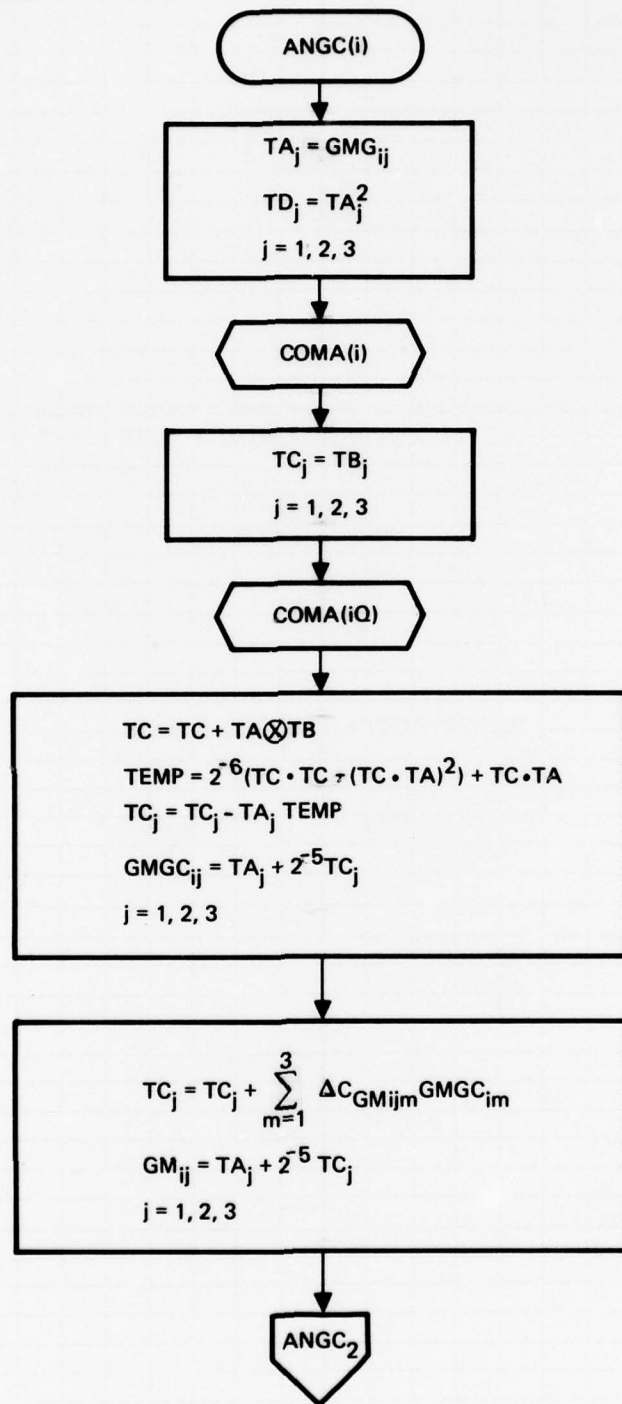 ANGC(i)
TA_j = GMG_ij
TD_j = TA_j^2
j = 1, 2, 3
COMA(i)
TC_j = TB_j
j = 1, 2, 3
COMA(iQ)
TC = TC + TA⊗TB
TEMP = 2^-6(TC · TC - (TC · TA)^2) + TC·TA
TC_j = TC_j - TA_j TEMP
GMGC_ij = TA_j + 2^-5 TC_j
j = 1, 2, 3
TC_j = TC_j + ∑_{m=1}^{3} ΔC_GMijm GMGC_im
GM_ij = TA_j + 2^-5 TC_j
j = 1, 2, 3
ANGC_2